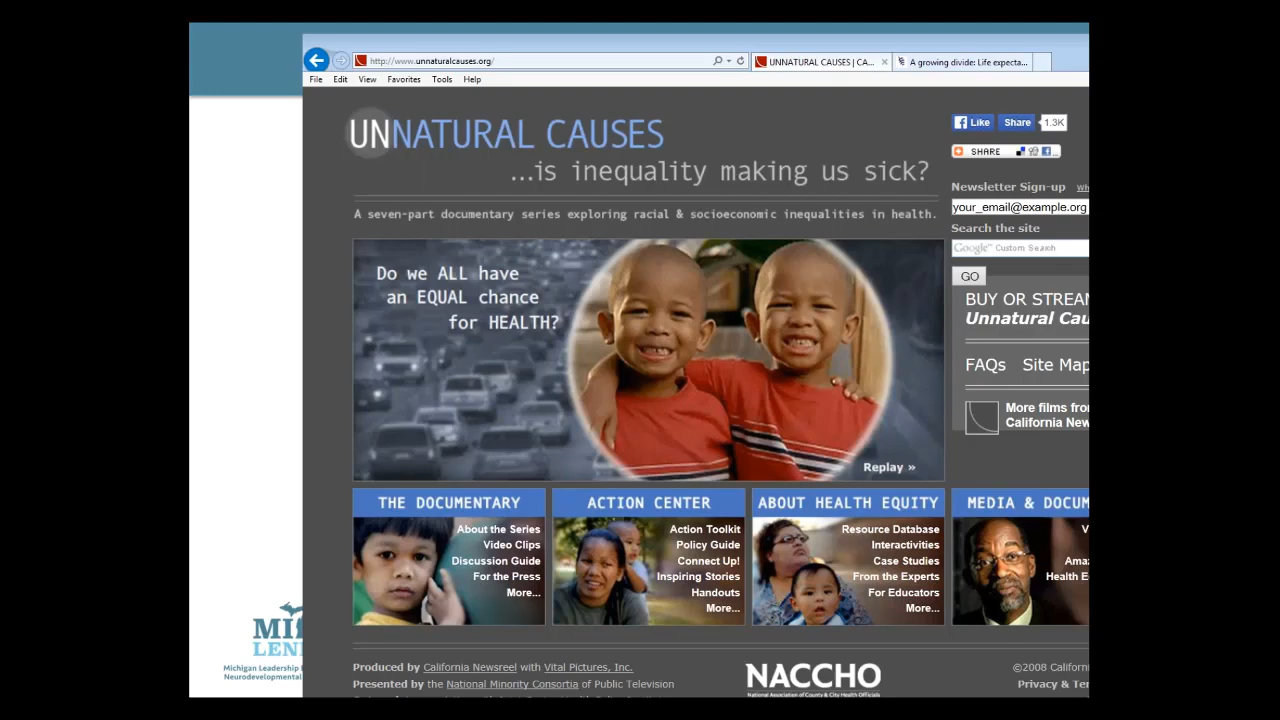 http://www.unnaturalcauses.org/
UNNATURAL CAUSES | CA...
A growing divide: Life expecta...
File Edit View Favorites Tools Help
UNNATURAL CAUSES
...is inequality making us sick?
A seven-part documentary series exploring racial & socioeconomic inequalities in health.
Like Share 1.3K
SHARE
Newsletter Sign-up
your_email@example.org
Search the site
Google™ Custom Search
GO
BUY OR STREAM
Unnatural Cau
FAQs Site Map
More films from
California New
Do we ALL have
an EQUAL chance
for HEALTH?
Replay »
THE DOCUMENTARY
About the Series
Video Clips
Discussion Guide
For the Press
More...
ACTION CENTER
Action Toolkit
Policy Guide
Connect Up!
Inspiring Stories
Handouts
More...
ABOUT HEALTH EQUITY
Resource Database
Interactivities
Case Studies
From the Experts
For Educators
More...
MEDIA & DOCUM
V
Amaz
Health E
Produced by California Newsreel with Vital Pictures, Inc.
Presented by the National Minority Consortia of Public Television
NACCHO
National Association of County & City Health Officials
©2008 Californi
Privacy & Ter
Michigan Leadership
Neurodevelopmental